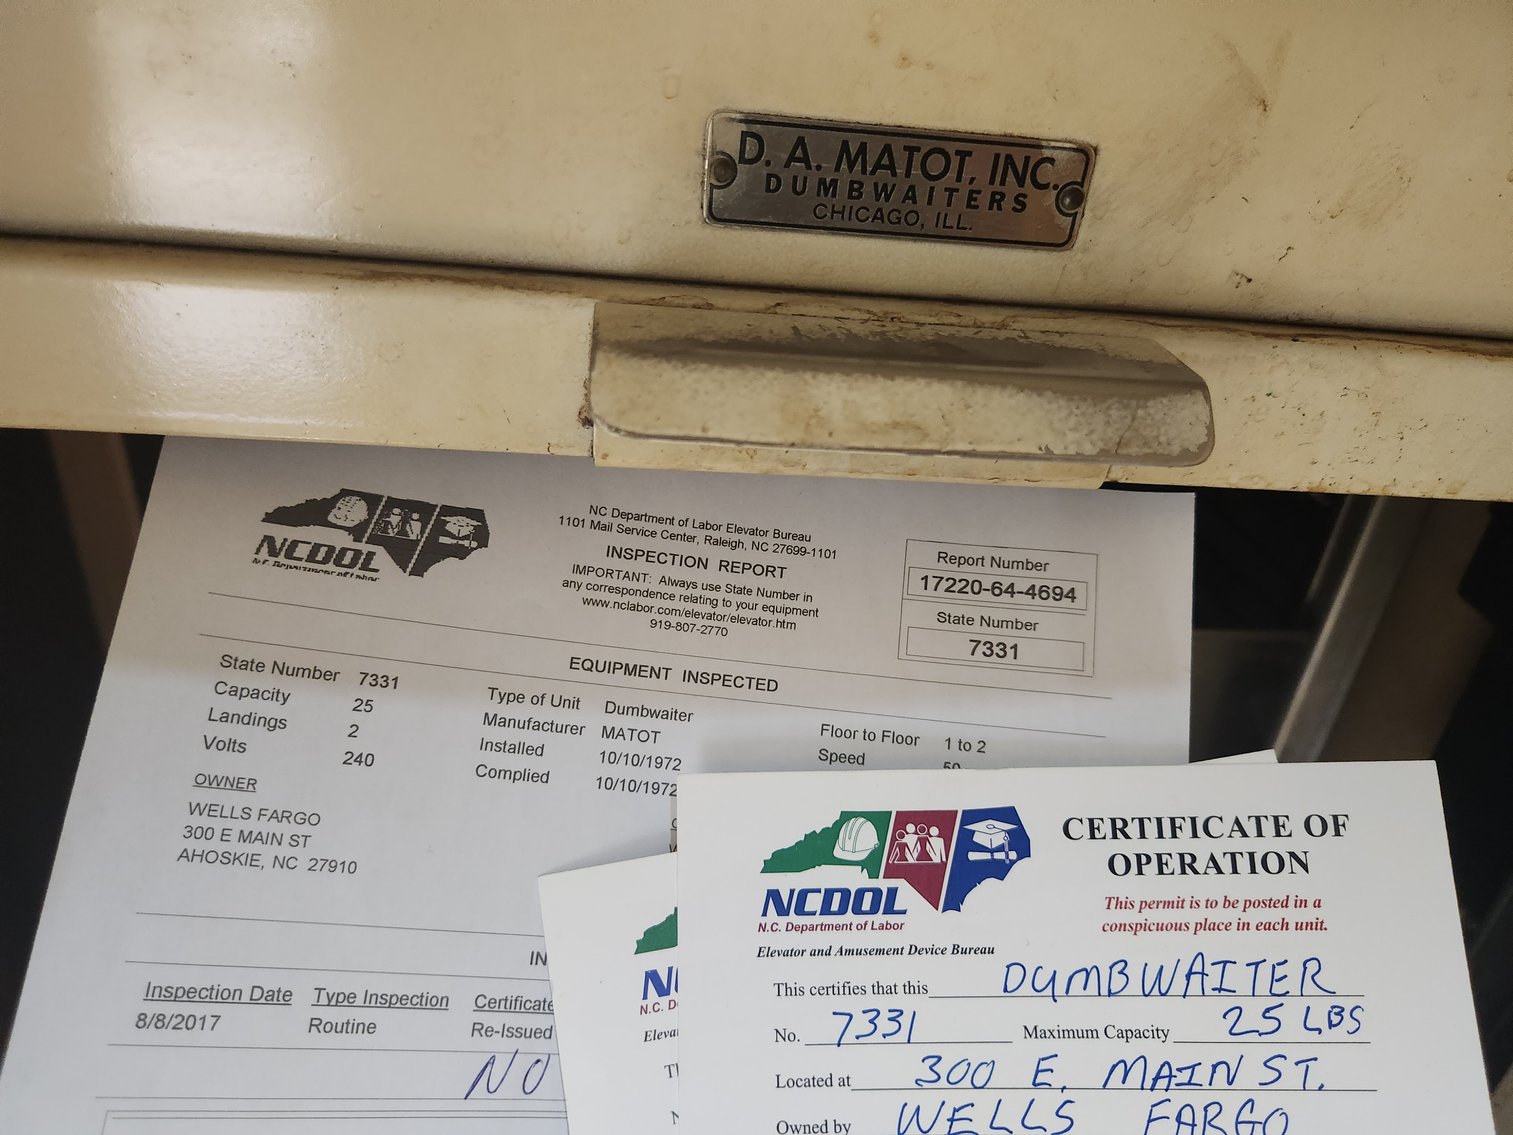 D. A. MATOT, INC.
DUMBWAITERS
CHICAGO, ILL.
NCDOL
N.C. Department of Labor
NC Department of Labor Elevator Bureau
1101 Mail Service Center, Raleigh, NC 27699-1101
INSPECTION REPORT
IMPORTANT: Always use State Number in
any correspondence relating to your equipment
www.nclabor.com/elevator/elevator.htm
919-807-2770
Report Number
17220-64-4694
State Number
7331
EQUIPMENT INSPECTED
State Number 7331
Capacity 25
Landings 2
Volts 240
Type of Unit Dumbwaiter
Manufacturer MATOT
Installed 10/10/1972
Complied 10/10/1972
Floor to Floor 1 to 2
Speed
OWNER
WELLS FARGO
300 E MAIN ST
AHOSKIE, NC 27910
IN
Inspection Date Type Inspection Certificate
8/8/2017 Routine Re-Issued
NO
N
N.C. D
Eleva
T
N
NCDOL
N.C. Department of Labor
Elevator and Amusement Device Bureau
CERTIFICATE OF
OPERATION
This permit is to be posted in a
conspicuous place in each unit.
This certifies that this DUMBWAITER
No. 7331 Maximum Capacity 25 LBS
Located at 300 E. MAIN ST.
Owned by WELLS FARGO